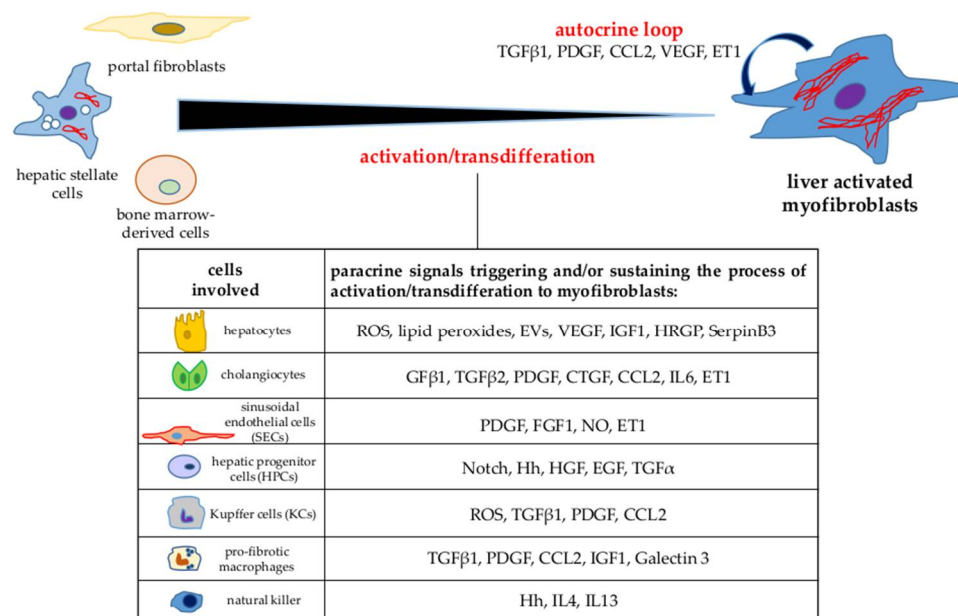 portal fibroblasts
hepatic stellate
cells
bone marrow-
derived cells
autocrine loop
TGFβ1, PDGF, CCL2, VEGF, ET1
activation/transdifferation
liver activated
myofibroblasts
cells
involved
paracrine signals triggering and/or sustaining the process of
activation/transdifferation to myofibroblasts:
hepatocytes
ROS, lipid peroxides, EVs, VEGF, IGF1, HRGP, SerpinB3
cholangiocytes
GFβ1, TGFβ2, PDGF, CTGF, CCL2, IL6, ET1
sinusoidal
endothelial cells
(SECs)
PDGF, FGF1, NO, ET1
hepatic progenitor
cells (HPCs)
Notch, Hh, HGF, EGF, TGFα
Kupffer cells (KCs)
ROS, TGFβ1, PDGF, CCL2
pro-fibrotic
macrophages
TGFβ1, PDGF, CCL2, IGF1, Galectin 3
natural killer
Hh, IL4, IL13